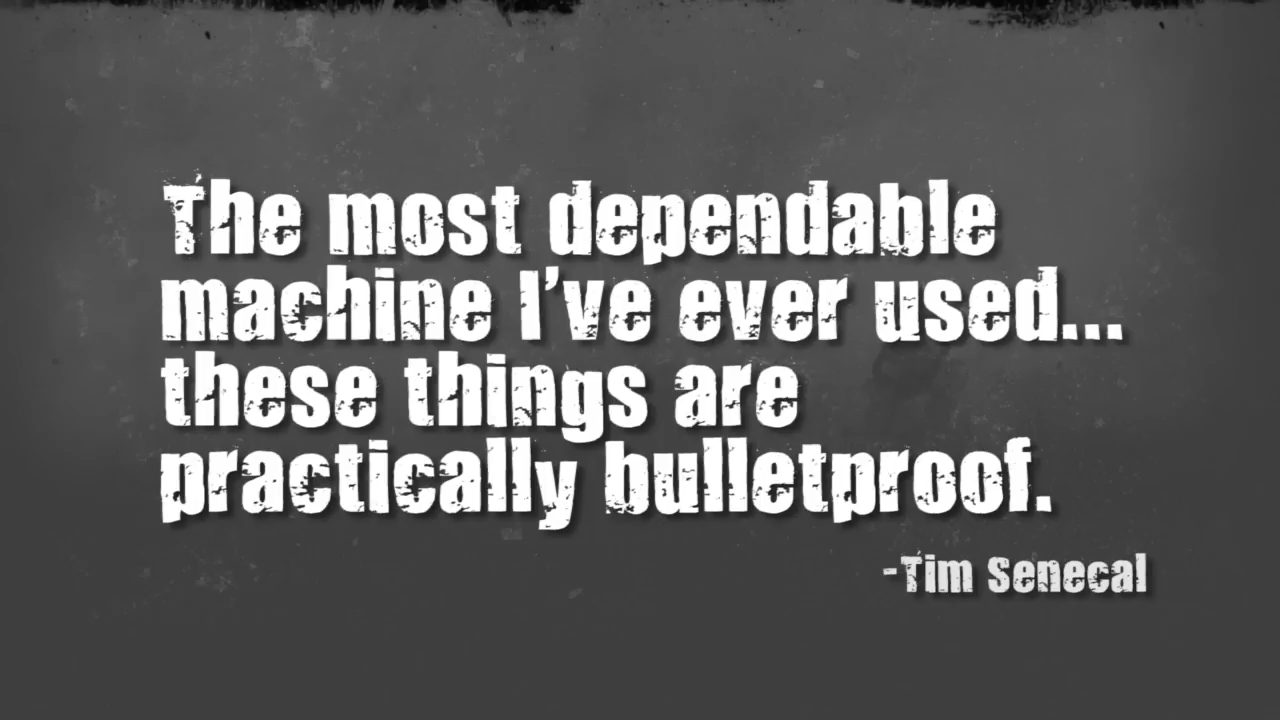 The most dependable
machine I've ever used...
these things are
practically bulletproof.
-Tim Senecal